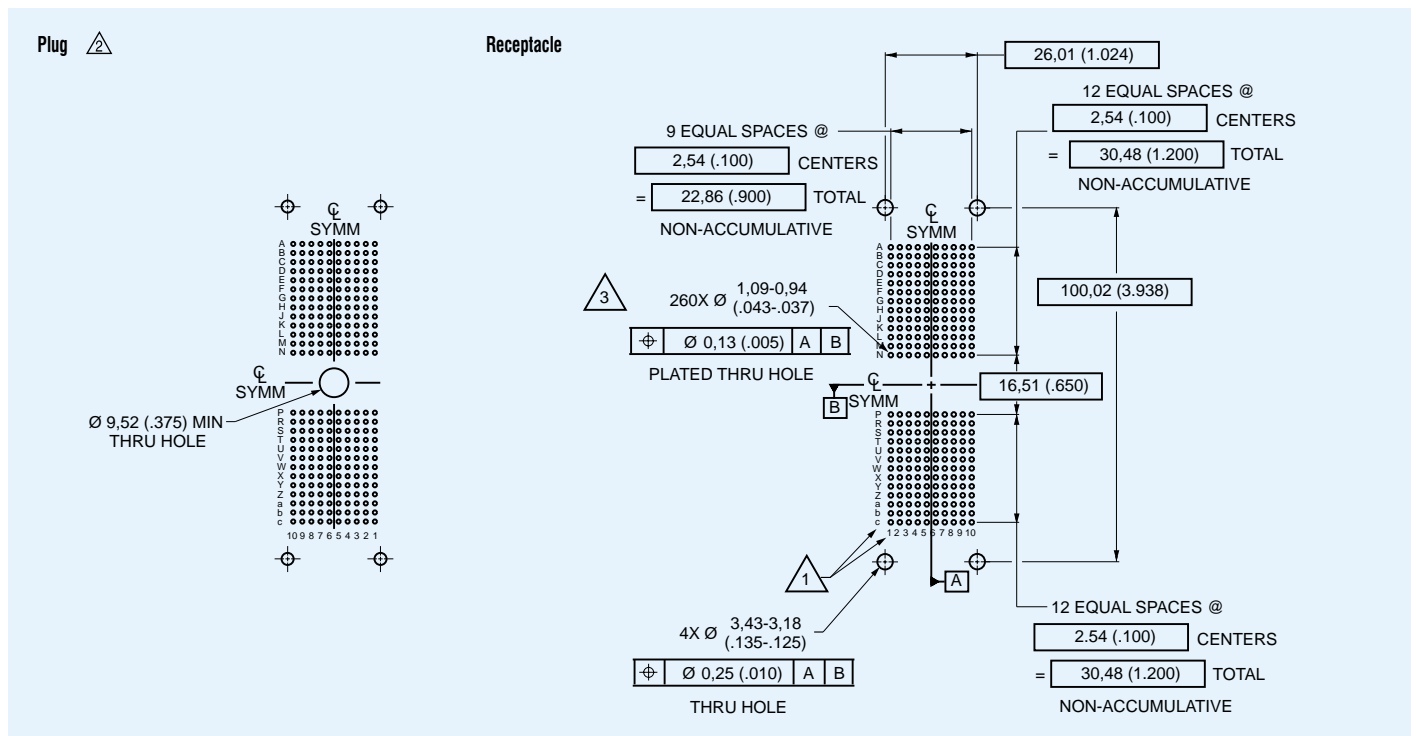 Plug 2
Receptacle
26,01 (1.024)
12 EQUAL SPACES @
2,54 (.100) CENTERS
= 30,48 (1.200) TOTAL
NON-ACCUMULATIVE
9 EQUAL SPACES @
2,54 (.100) CENTERS
= 22,86 (.900) TOTAL
NON-ACCUMULATIVE
CL
SYMM
A
B
C
D
E
F
G
H
J
K
L
M
N
CL
SYMM
Ø 9,52 (.375) MIN
THRU HOLE
P
R
S
T
U
V
W
X
Y
Z
a
b
c
10 9 8 7 6 5 4 3 2 1
CL
SYMM
A
B
C
D
E
F
G
H
J
K
L
M
N
3
260X Ø 1,09-0,94
(.043-.037)
⌖ Ø 0,13 (.005) A B
PLATED THRU HOLE
100,02 (3.938)
16,51 (.650)
CL
SYMM
B
P
R
S
T
U
V
W
X
Y
Z
a
b
c
1 2 3 4 5 6 7 8 9 10
1
A
4X Ø 3,43-3,18
(.135-.125)
⌖ Ø 0,25 (.010) A B
THRU HOLE
12 EQUAL SPACES @
2.54 (.100) CENTERS
= 30,48 (1.200) TOTAL
NON-ACCUMULATIVE